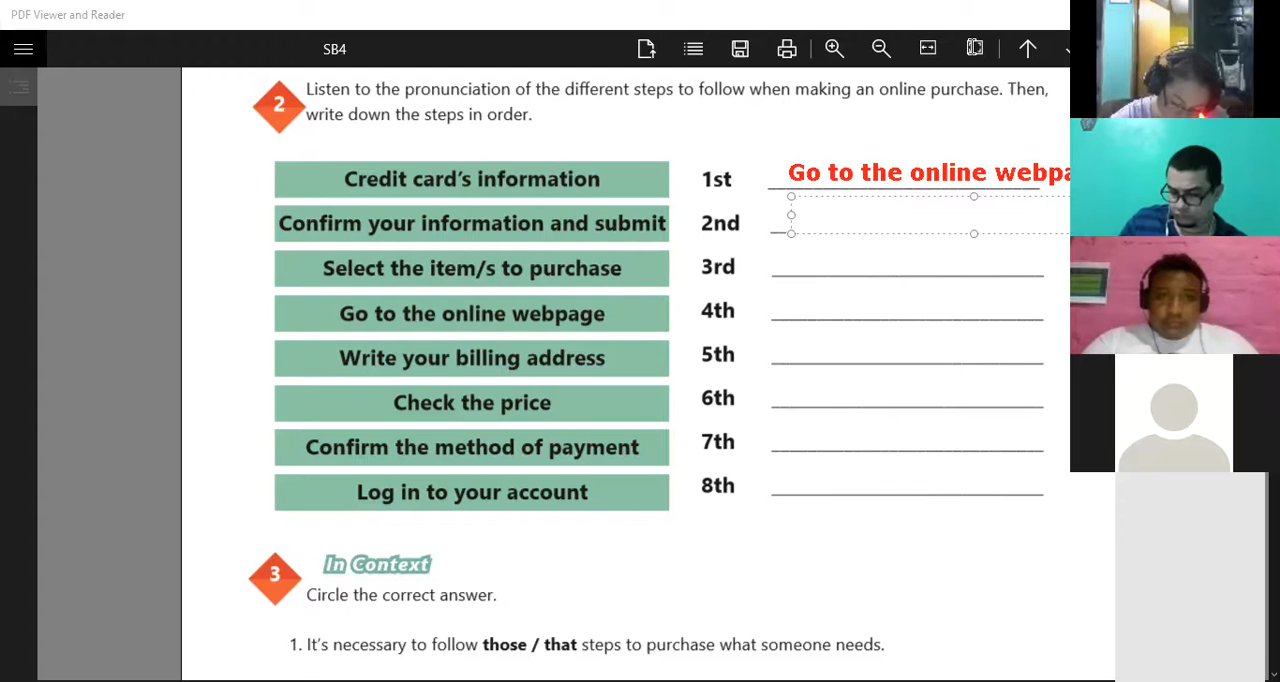 PDF Viewer and Reader
SB4
2 Listen to the pronunciation of the different steps to follow when making an online purchase. Then,
write down the steps in order.
Credit card's information 1st Go to the online webpa
Confirm your information and submit 2nd
Select the item/s to purchase 3rd
Go to the online webpage 4th
Write your billing address 5th
Check the price 6th
Confirm the method of payment 7th
Log in to your account 8th
3 In Context
Circle the correct answer.
1. It's necessary to follow those / that steps to purchase what someone needs.